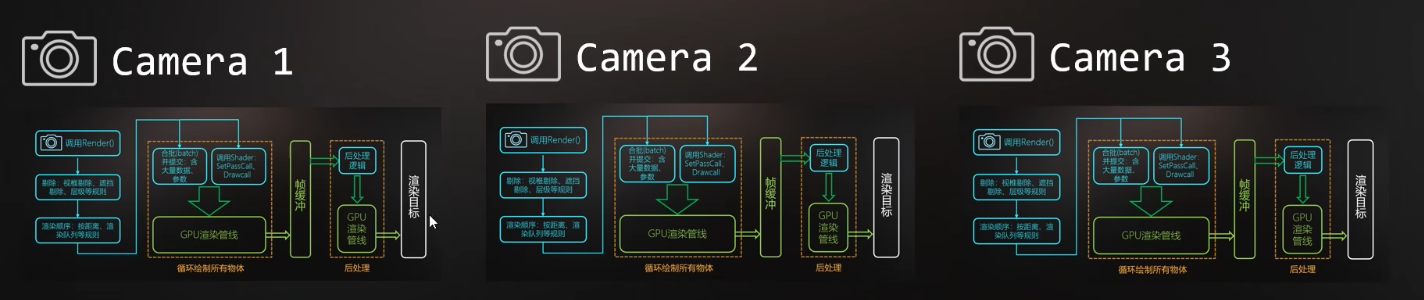 Camera 1
调用Render()
剔除：视椎剔除、遮挡
剔除、层级等规则
渲染顺序：按距离、渲
染队列等规则
合批(batch)
并提交：含
大量数据、
参数
调用Shader:
SetPassCall、
Drawcall
GPU渲染管线
循环绘制所有物体
帧缓冲
后处理
逻辑
GPU
渲染
管线
后处理
渲染目标
Camera 2
调用Render()
剔除：视椎剔除、遮挡
剔除、层级等规则
渲染顺序：按距离、渲
染队列等规则
合批(batch)
并提交：含
大量数据、
参数
调用Shader:
SetPassCall、
Drawcall
GPU渲染管线
循环绘制所有物体
帧缓冲
后处理
逻辑
GPU
渲染
管线
后处理
渲染目标
Camera 3
调用Render()
剔除：视椎剔除、遮挡
剔除、层级等规则
渲染顺序：按距离、渲
染队列等规则
合批(batch)
并提交：含
大量数据、
参数
调用Shader:
SetPassCall、
Drawcall
GPU渲染管线
循环绘制所有物体
帧缓冲
后处理
逻辑
GPU
渲染
管线
后处理
渲染目标